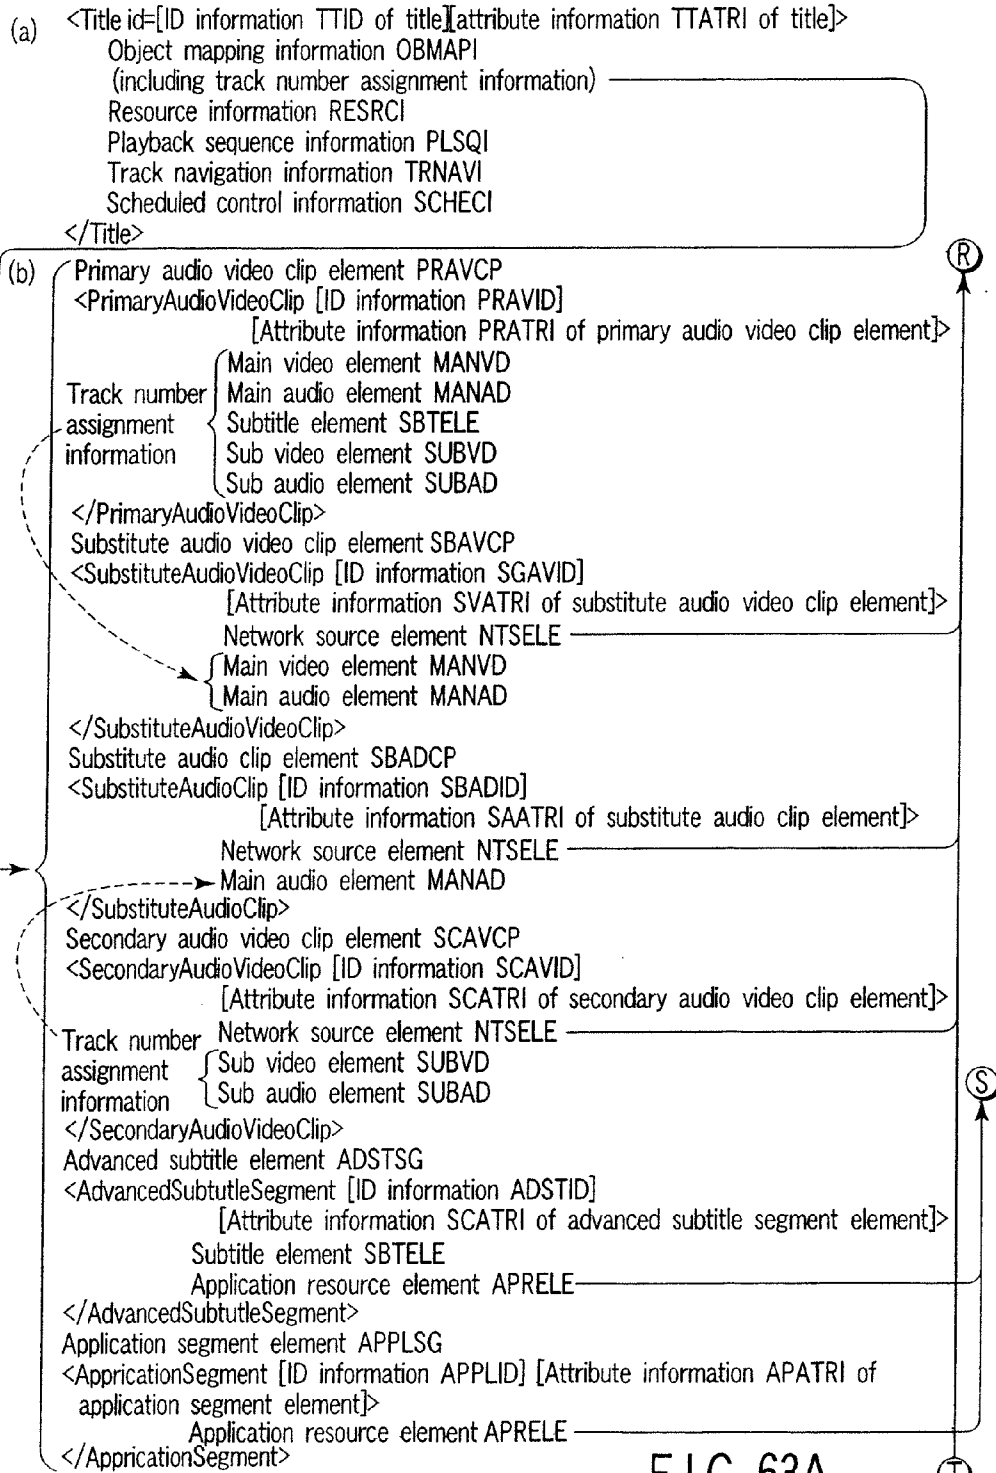 (a) <Title id=[ID information TTID of title][attribute information TTATRI of title]>
Object mapping information OBMAPI
(including track number assignment information)
Resource information RESRCI
Playback sequence information PLSQI
Track navigation information TRNAVI
Scheduled control information SCHECI
</Title>
(b) Primary audio video clip element PRAVCP
<PrimaryAudioVideoClip [ID information PRAVID]
[Attribute information PRATRI of primary audio video clip element]>
Track number assignment information
Main video element MANVD
Main audio element MANAD
Subtitle element SBTELE
Sub video element SUBVD
Sub audio element SUBAD
</PrimaryAudioVideoClip>
Substitute audio video clip element SBAVCP
<SubstituteAudioVideoClip [ID information SGAVID]
[Attribute information SVATRI of substitute audio video clip element]>
Network source element NTSELE
Main video element MANVD
Main audio element MANAD
</SubstituteAudioVideoClip>
Substitute audio clip element SBADCP
<SubstituteAudioClip [ID information SBADID]
[Attribute information SAATRI of substitute audio clip element]>
Network source element NTSELE
Main audio element MANAD
</SubstituteAudioClip>
Secondary audio video clip element SCAVCP
<SecondaryAudioVideoClip [ID information SCAVID]
[Attribute information SCATRI of secondary audio video clip element]>
Network source element NTSELE
Track number assignment information
Sub video element SUBVD
Sub audio element SUBAD
</SecondaryAudioVideoClip>
Advanced subtitle element ADSTSG
<AdvancedSubtutleSegment [ID information ADSTID]
[Attribute information SCATRI of advanced subtitle segment element]>
Subtitle element SBTELE
Application resource element APRELE
</AdvancedSubtutleSegment>
Application segment element APPLSG
<AppricationSegment [ID information APPLID] [Attribute information APATRI of
application segment element]>
Application resource element APRELE
</AppricationSegment>
R
S
T
FIG. 63A